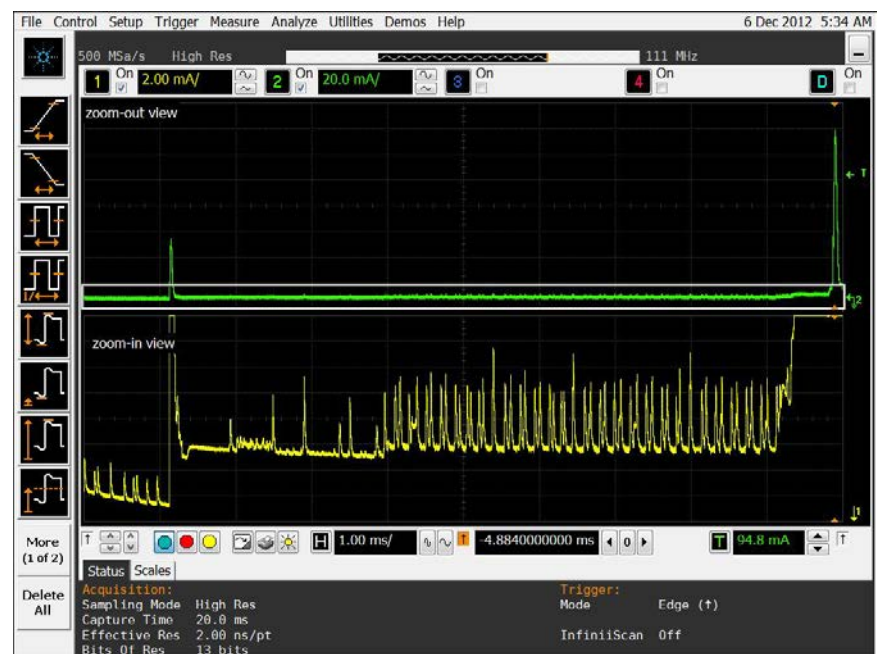 File Control Setup Trigger Measure Analyze Utilities Demos Help 6 Dec 2012 5:34 AM
500 MSa/s High Res 111 MHz
1 On 2.00 mA/ 2 On 20.0 mA/ 3 On 4 On D On
zoom-out view
T
2
zoom-in view
1
More
(1 of 2)
Delete
All
H 1.00 ms/ -4.8840000000 ms 0 T 94.8 mA
Status Scales
Acquisition: Trigger:
Sampling Mode High Res Mode Edge (↑)
Capture Time 20.0 ms
Effective Res 2.00 ns/pt InfiniiScan Off
Bits Of Res 13 bits